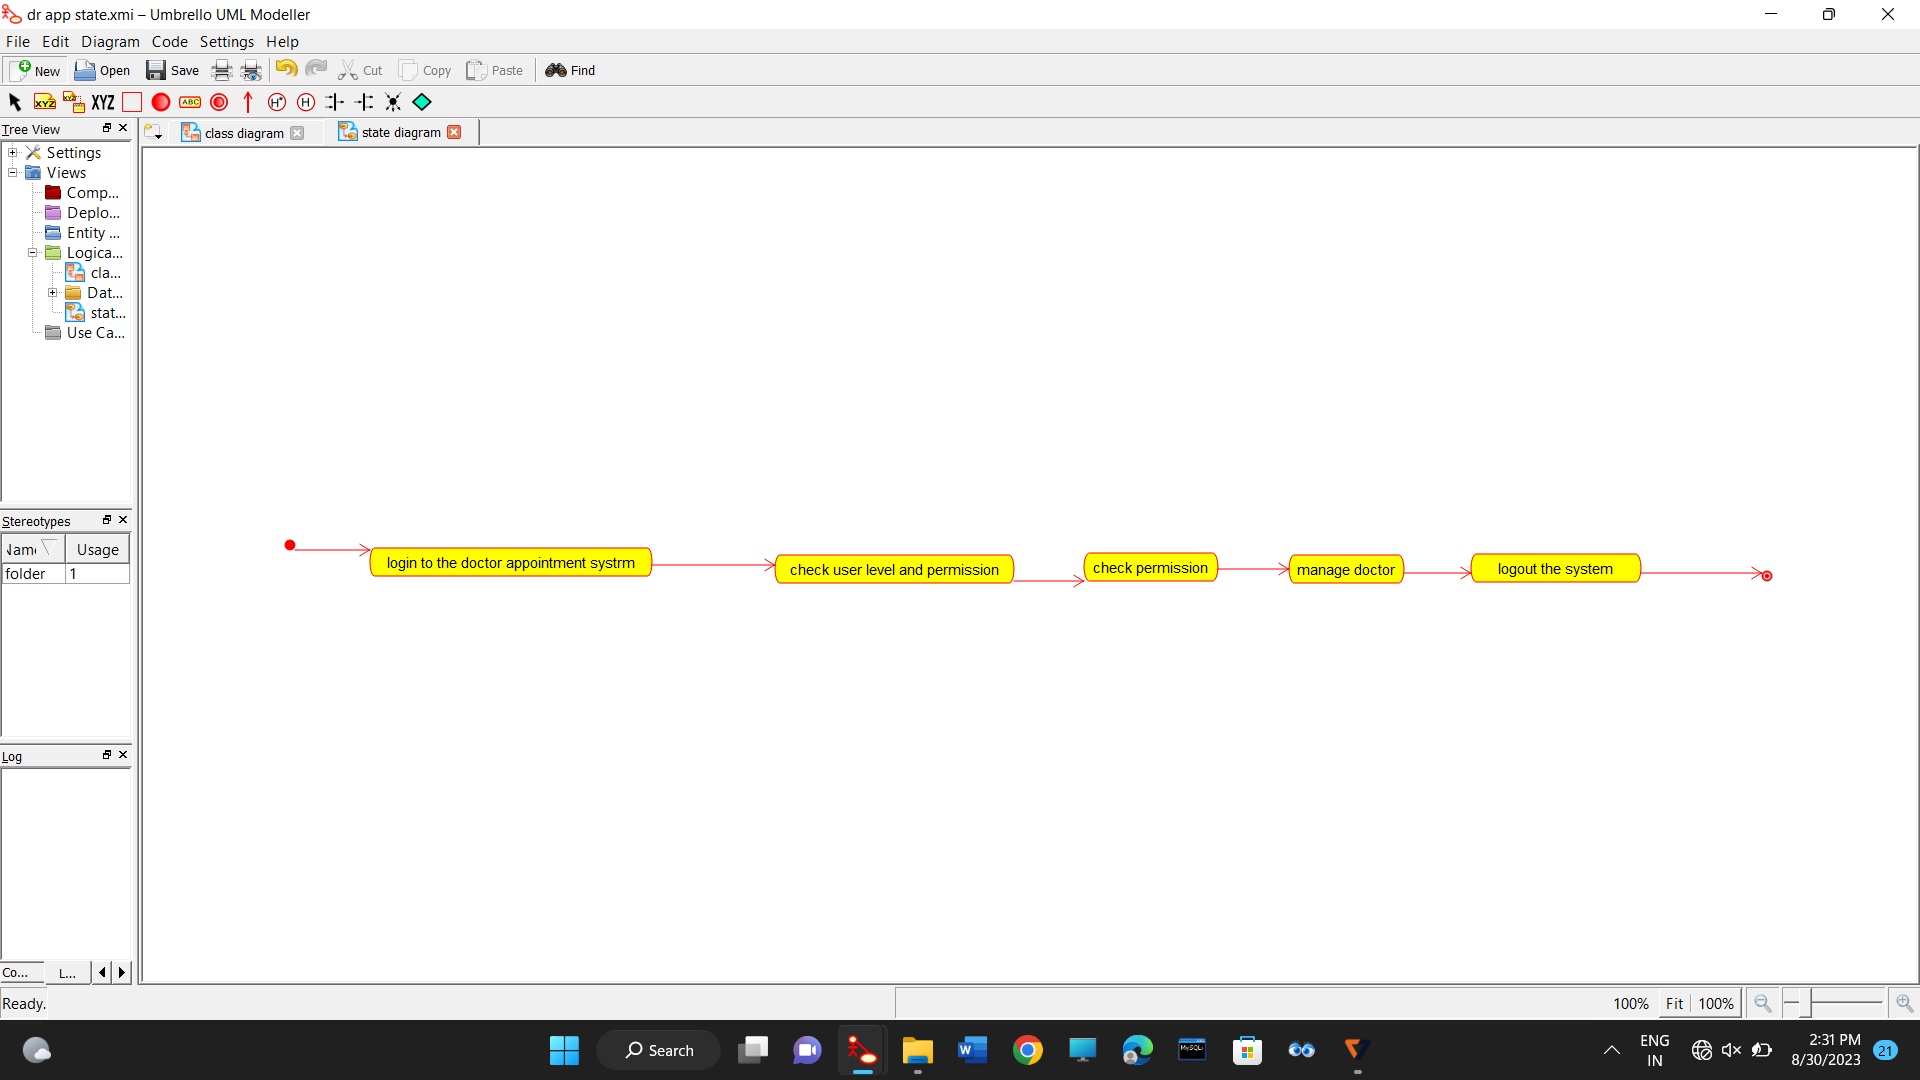 dr app state.xmi – Umbrello UML Modeller
File Edit Diagram Code Settings Help
New Open Save Cut Copy Paste Find
XYZ XYZ XYZ ABC H* H
Tree View
class diagram state diagram
Settings
Views
Comp...
Deplo...
Entity ...
Logica...
cla...
Dat...
stat...
Use Ca...
login to the doctor appointment systrm
check user level and permission
check permission
manage doctor
logout the system
Stereotypes
Usage
folder 1
Log
Co... L...
Ready.
100% Fit 100%
Search
MySQL
ENG
IN
2:31 PM
8/30/2023
21